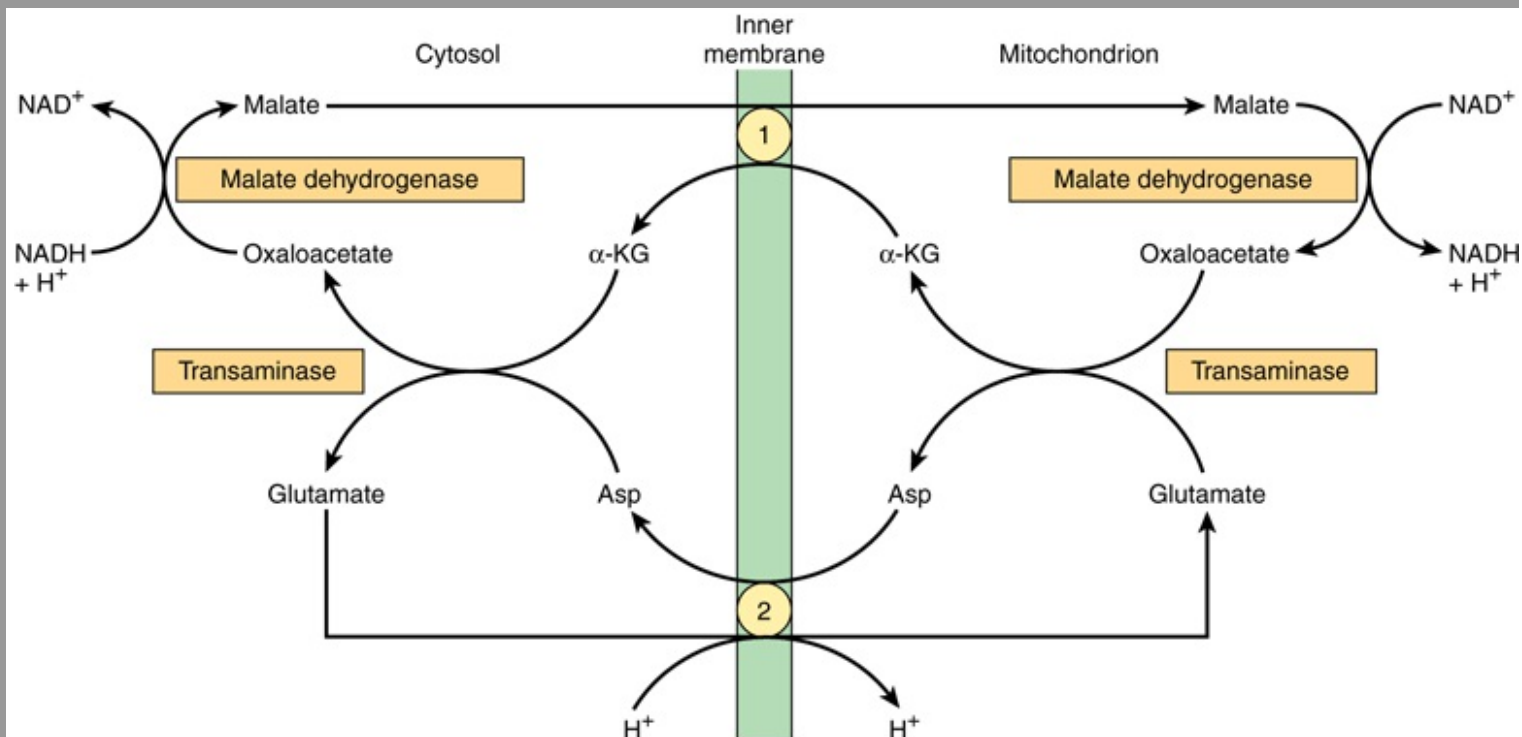 Inner
Cytosol membrane Mitochondrion
NAD+ Malate Malate NAD+
1
Malate dehydrogenase Malate dehydrogenase
NADH Oxaloacetate α-KG α-KG Oxaloacetate NADH
+ H+ + H+
Transaminase Transaminase
Glutamate Asp Asp Glutamate
2
H+ H+